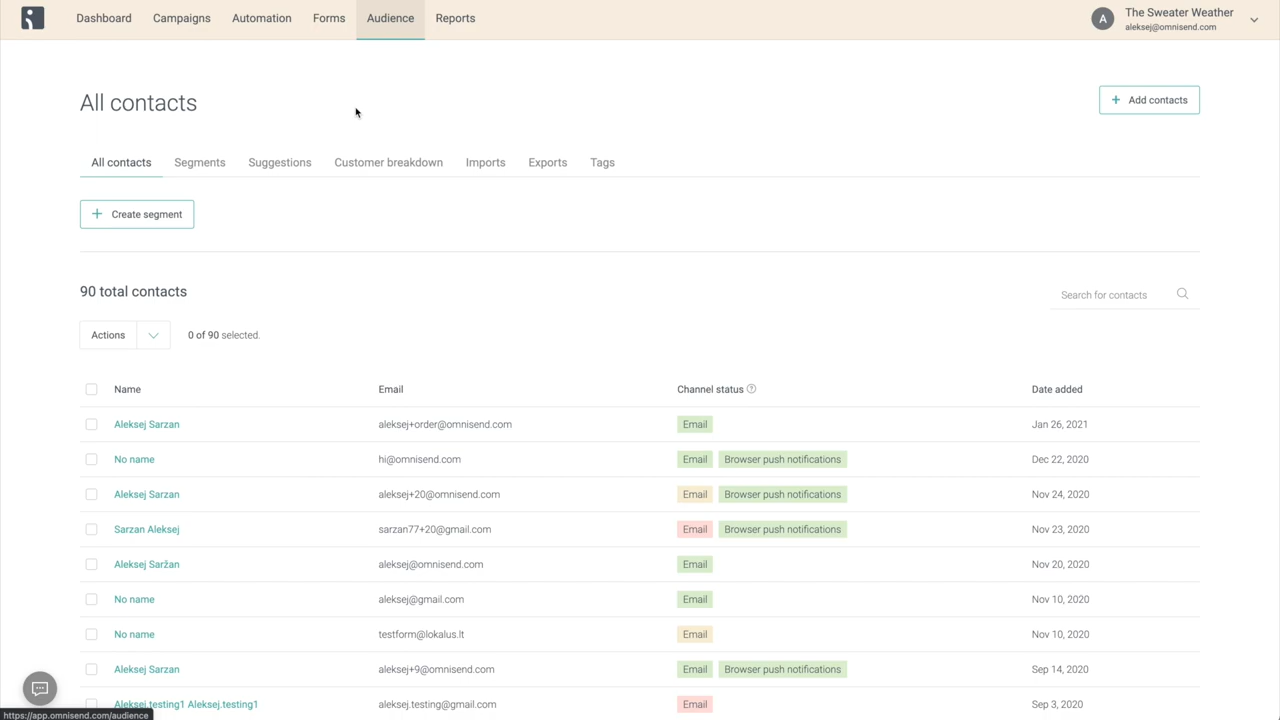 Dashboard Campaigns Automation Forms Audience Reports
A The Sweater Weather
aleksej@omnisend.com
All contacts
+ Add contacts
All contacts Segments Suggestions Customer breakdown Imports Exports Tags
+ Create segment
90 total contacts
Search for contacts
Actions 0 of 90 selected.
Name Email Channel status ? Date added
Aleksej Sarzan aleksej+order@omnisend.com Email Jan 26, 2021
No name hi@omnisend.com Email Browser push notifications Dec 22, 2020
Aleksej Sarzan aleksej+20@omnisend.com Email Browser push notifications Nov 24, 2020
Sarzan Aleksej sarzan77+20@gmail.com Email Browser push notifications Nov 23, 2020
Aleksej Saržan aleksej@omnisend.com Email Nov 20, 2020
No name aleksej@gmail.com Email Nov 10, 2020
No name testform@lokalus.lt Email Nov 10, 2020
Aleksej Sarzan aleksej+9@omnisend.com Email Browser push notifications Sep 14, 2020
Aleksej.testing1 Aleksej.testing1 aleksej.testing@gmail.com Email Sep 3, 2020
https://app.omnisend.com/audience